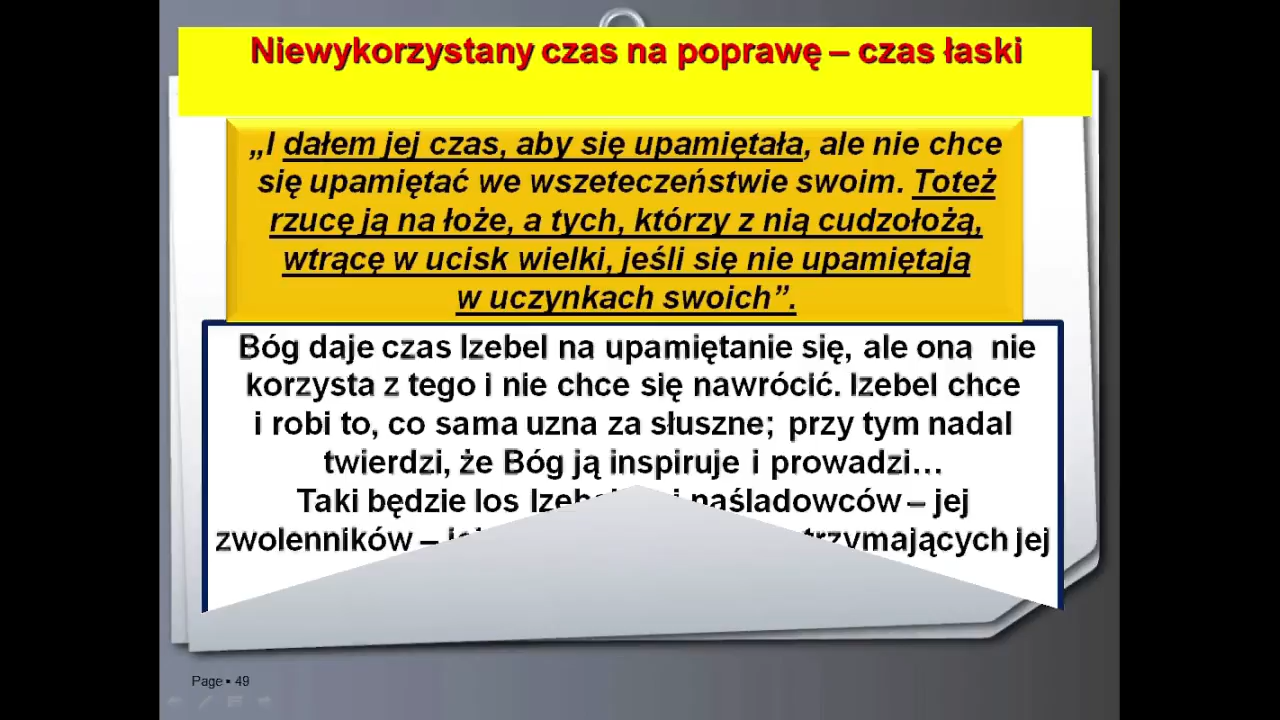 Niewykorzystany czas na poprawę – czas łaski
„I dałem jej czas, aby się upamiętała, ale nie chce
się upamiętać we wszeteczeństwie swoim. Toteż
rzucę ją na łoże, a tych, którzy z nią cudzołożą,
wtrącę w ucisk wielki, jeśli się nie upamiętają
w uczynkach swoich”.
Bóg daje czas Izebel na upamiętanie się, ale ona nie
korzysta z tego i nie chce się nawrócić. Izebel chce
i robi to, co sama uzna za słuszne; przy tym nadal
twierdzi, że Bóg ją inspiruje i prowadzi…
Taki będzie los i naśladowców – jej
zwolenników – jej
Page ▪ 49